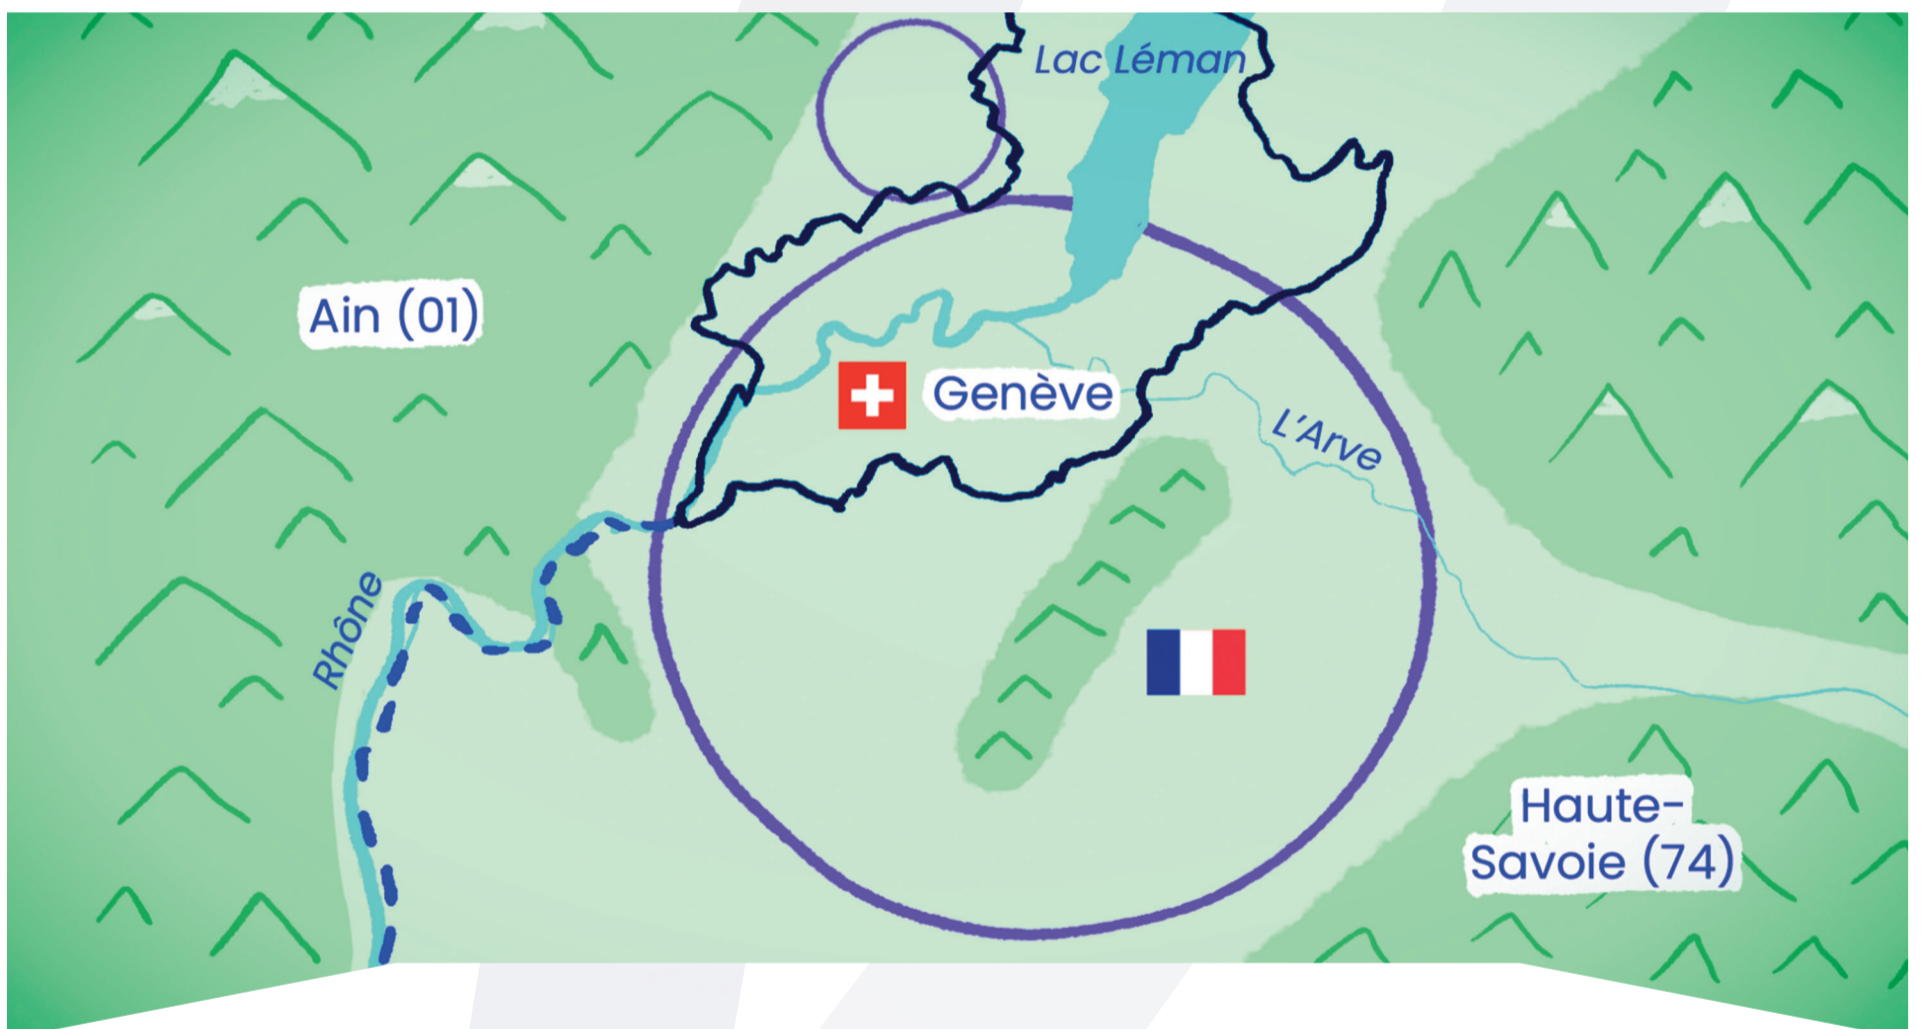 Lac Léman
Ain (01)
Genève
L'Arve
Rhône
Haute-
Savoie (74)